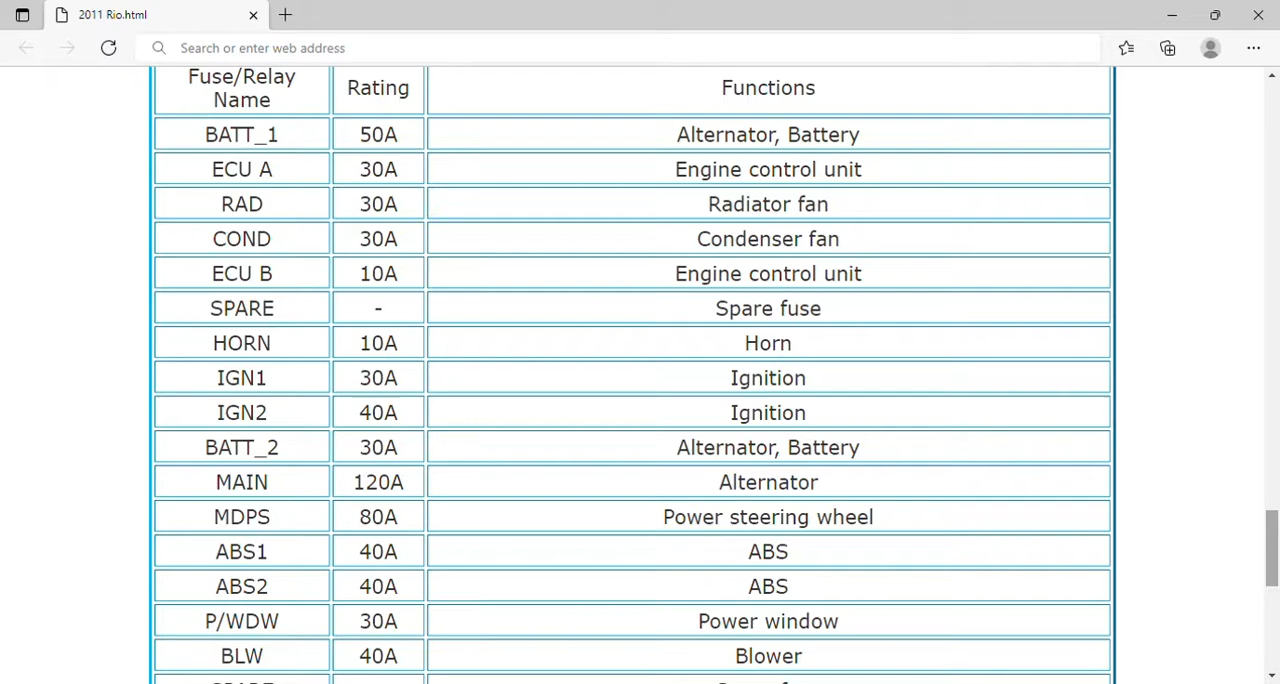 2011 Rio.html
Search or enter web address
Fuse/Relay
Name
Rating
Functions
BATT_1 50A Alternator, Battery
ECU A 30A Engine control unit
RAD 30A Radiator fan
COND 30A Condenser fan
ECU B 10A Engine control unit
SPARE - Spare fuse
HORN 10A Horn
IGN1 30A Ignition
IGN2 40A Ignition
BATT_2 30A Alternator, Battery
MAIN 120A Alternator
MDPS 80A Power steering wheel
ABS1 40A ABS
ABS2 40A ABS
P/WDW 30A Power window
BLW 40A Blower